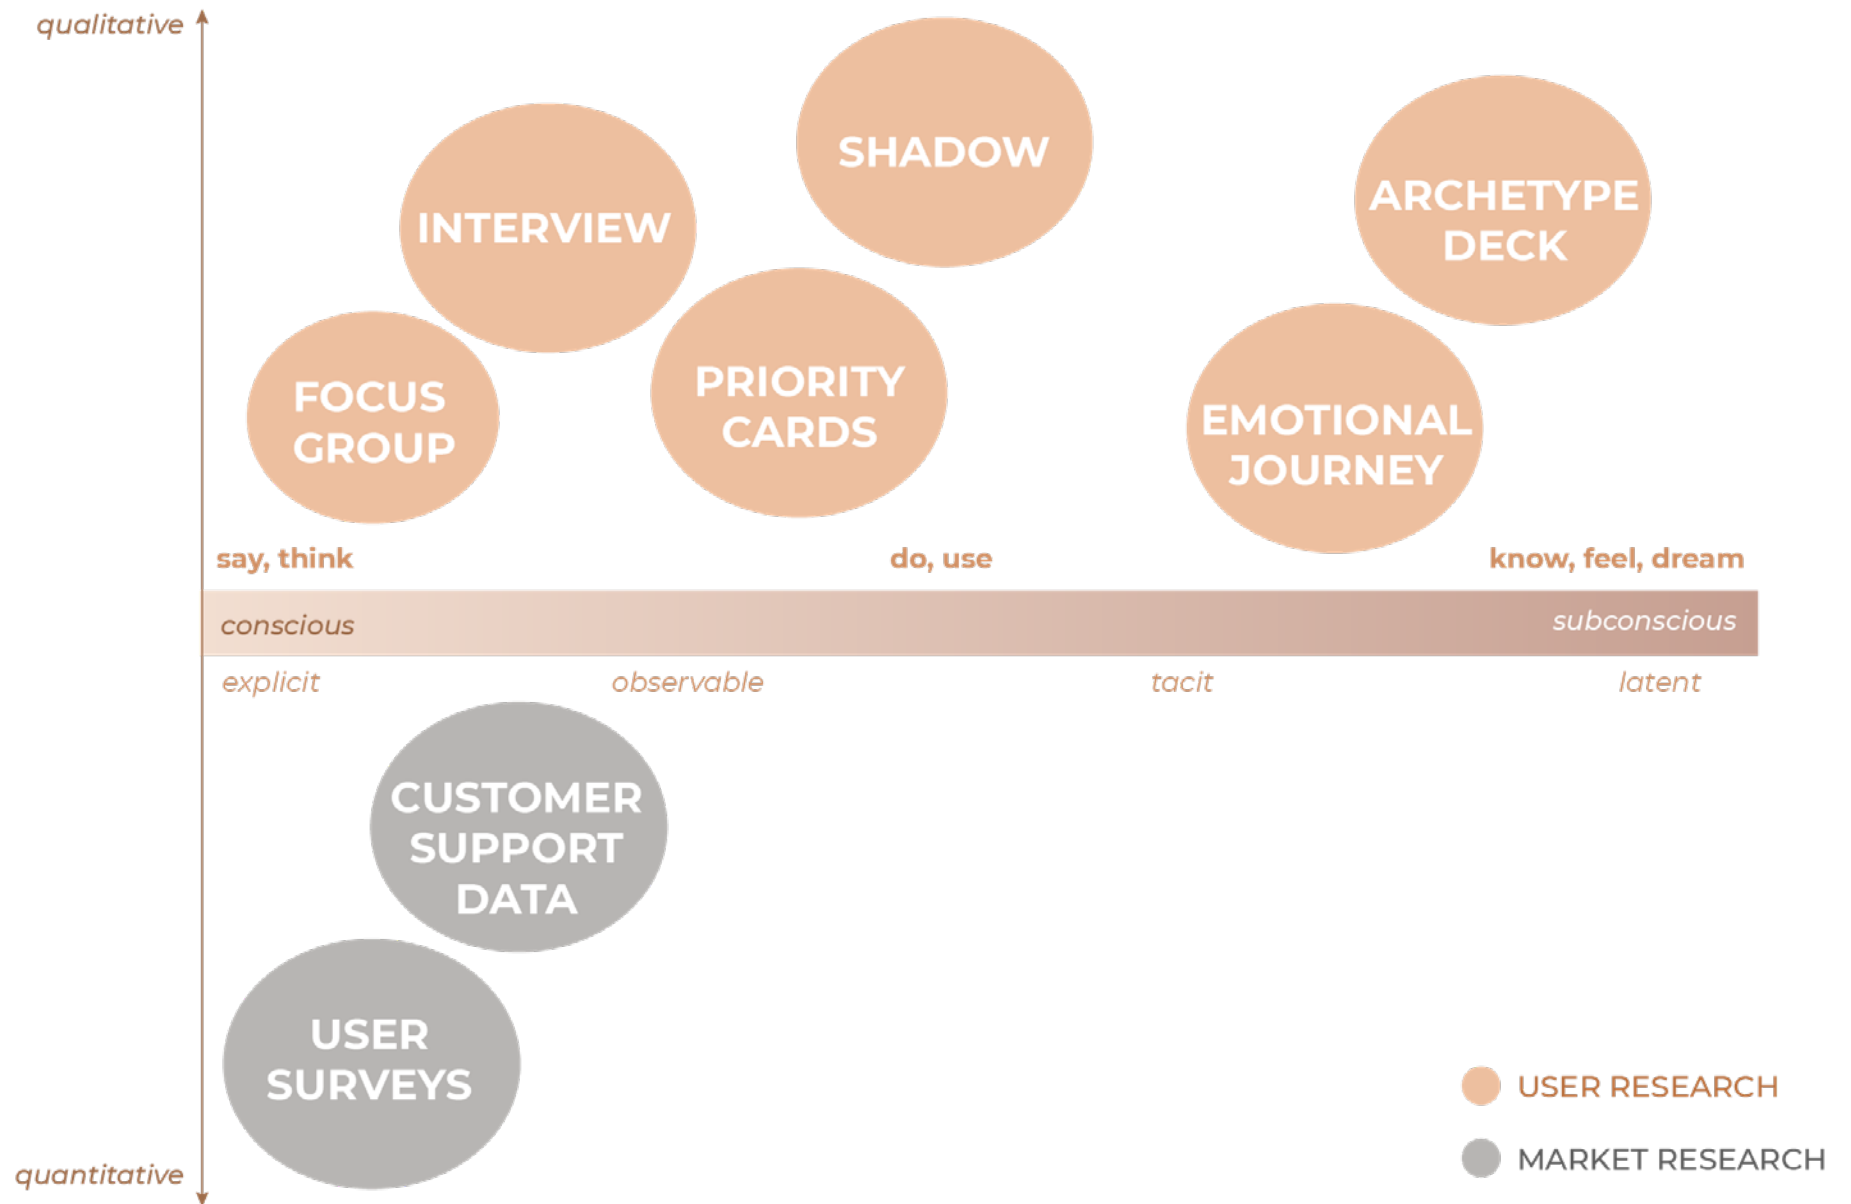 qualitative
SHADOW
ARCHETYPE
DECK
INTERVIEW
PRIORITY
CARDS
FOCUS
GROUP
EMOTIONAL
JOURNEY
say, think
do, use
know, feel, dream
conscious
subconscious
explicit
observable
tacit
latent
CUSTOMER
SUPPORT
DATA
USER
SURVEYS
USER RESEARCH
MARKET RESEARCH
quantitative